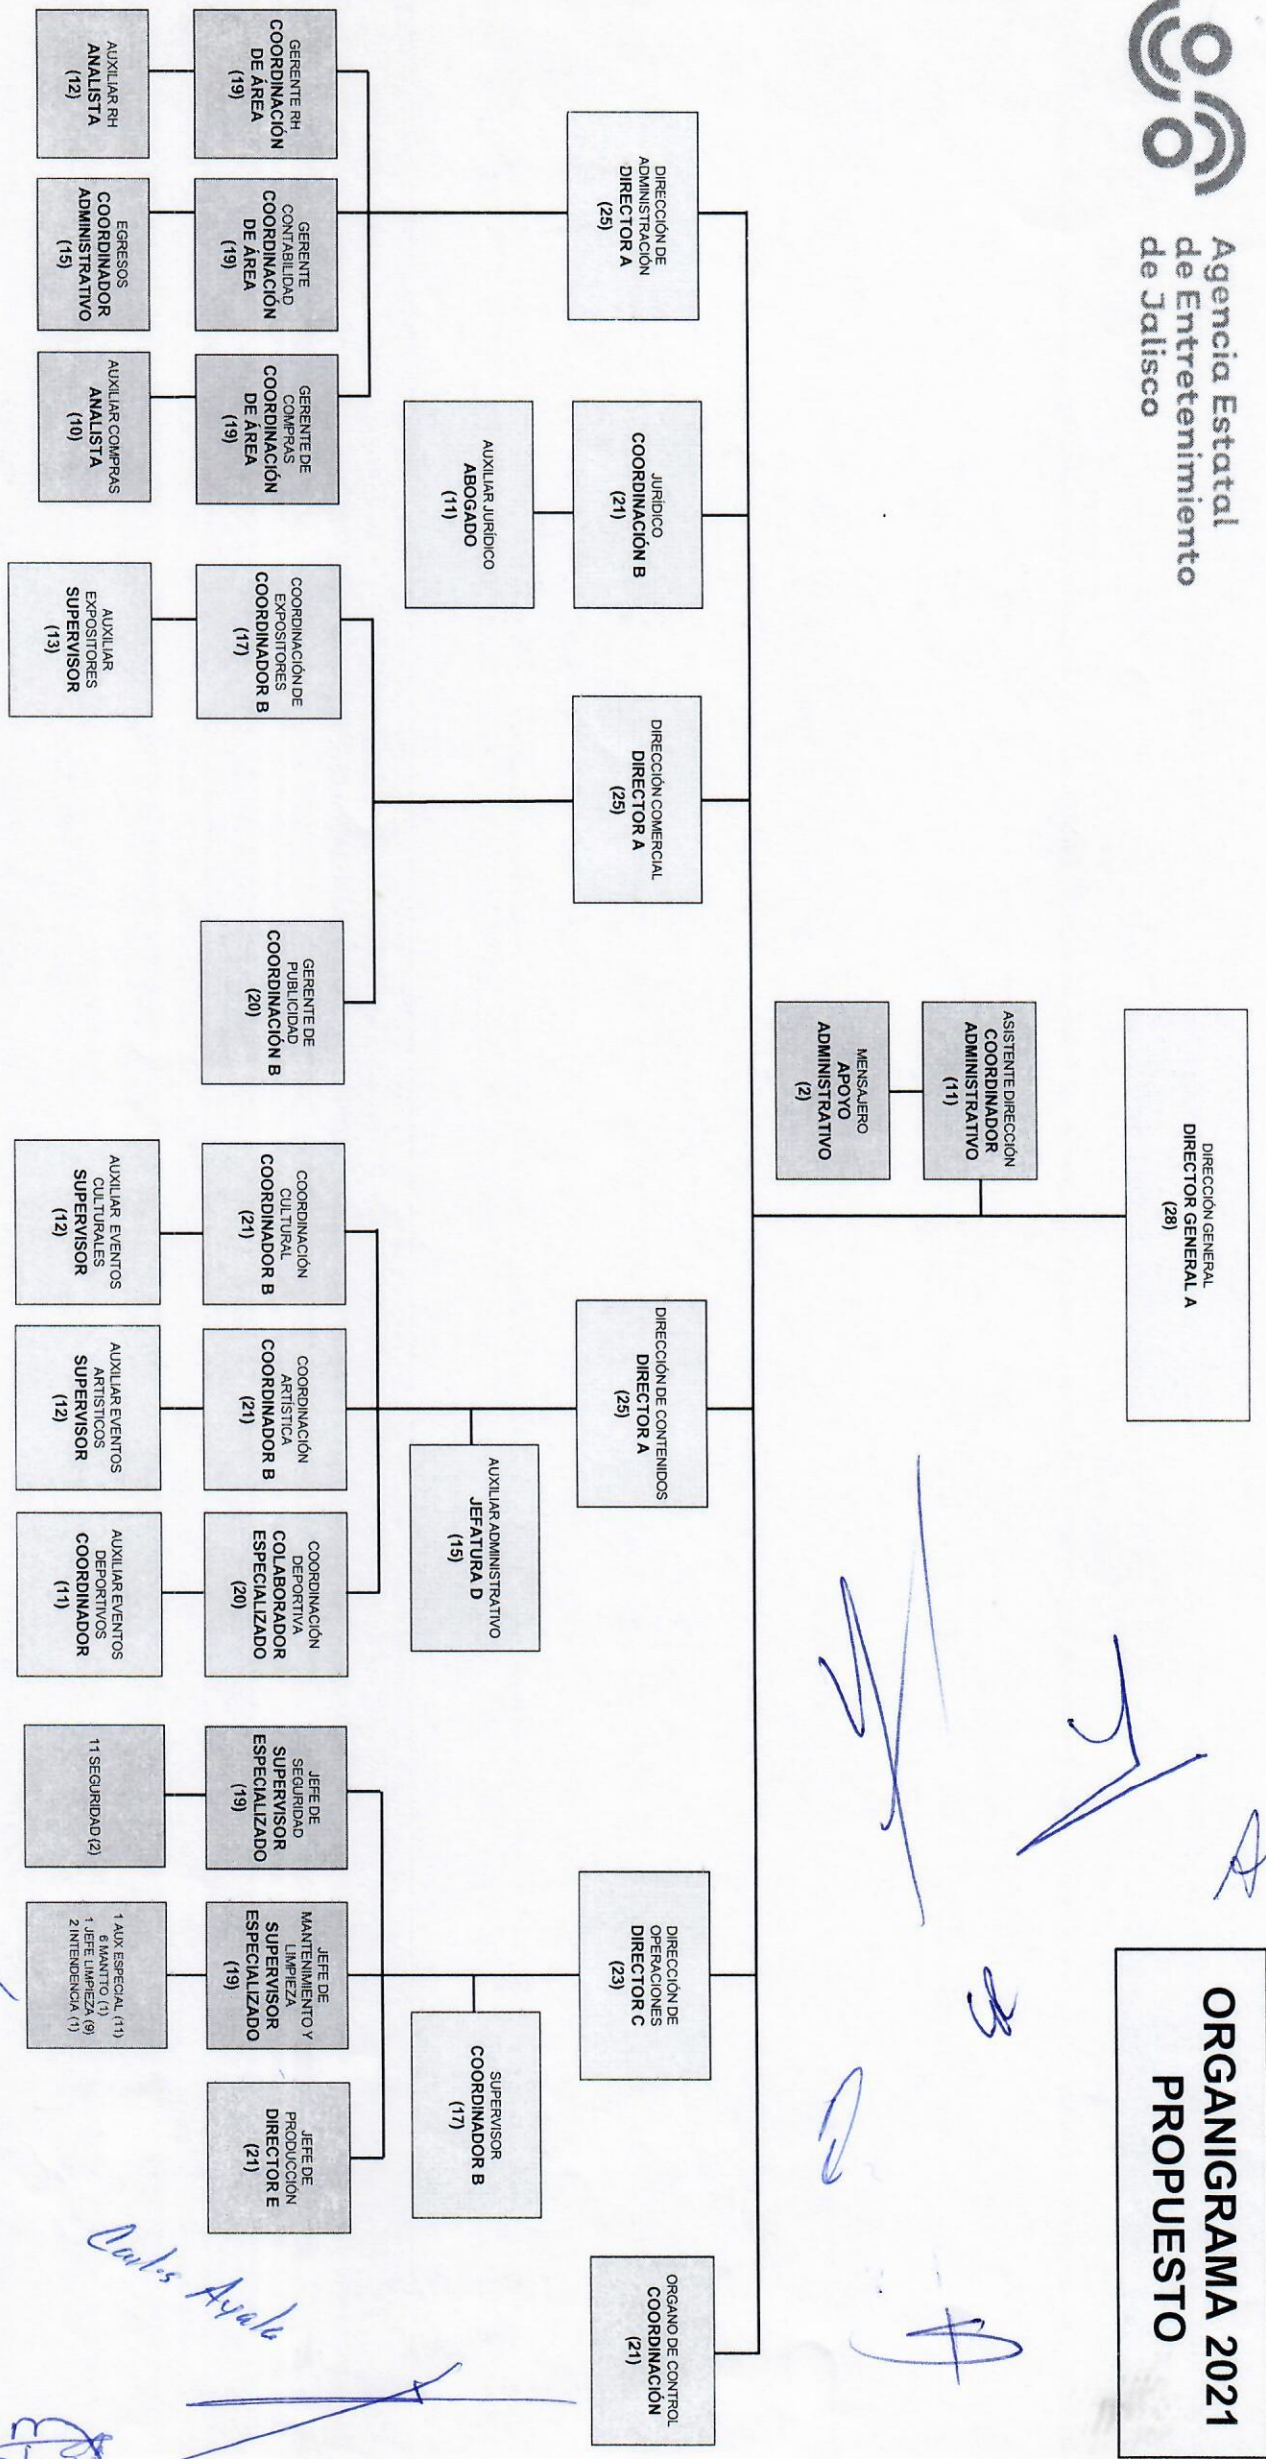 Agencia Estatal
de Entretenimiento
de Jalisco
ORGANIGRAMA 2021
PROPUESTO
DIRECCIÓN GENERAL
DIRECTOR GENERAL A
(28)
ASISTENTE DIRECCIÓN
COORDINADOR
ADMINISTRATIVO
(11)
MENSAJERO
APOYO
ADMINISTRATIVO
(2)
DIRECCIÓN DE
ADMINISTRACIÓN
DIRECTOR A
(25)
JURÍDICO
COORDINACIÓN B
(21)
DIRECCIÓN COMERCIAL
DIRECTOR A
(25)
DIRECCIÓN DE CONTENIDOS
DIRECTOR A
(25)
DIRECCIÓN DE
OPERACIONES
DIRECTOR C
(23)
ORGANO DE CONTROL
COORDINACIÓN
(21)
AUXILIAR JURÍDICO
ABOGADO
(11)
AUXILIAR ADMINISTRATIVO
JEFATURA D
(15)
SUPERVISOR
COORDINADOR B
(17)
GERENTE RH
COORDINACIÓN
DE ÁREA
(19)
GERENTE
CONTABILIDAD
COORDINACIÓN
DE ÁREA
(19)
GERENTE DE
COMPRAS
COORDINACIÓN
DE ÁREA
(19)
COORDINACIÓN DE
EXPOSITORES
COORDINADOR B
(17)
GERENTE DE
PUBLICIDAD
COORDINACIÓN B
(20)
COORDINACIÓN
CULTURAL
COORDINADOR B
(21)
COORDINACIÓN
ARTÍSTICA
COORDINADOR B
(21)
COORDINACIÓN
DEPORTIVA
COLABORADOR
ESPECIALIZADO
(20)
JEFE DE
SEGURIDAD
SUPERVISOR
ESPECIALIZADO
(19)
JEFE DE
MANTENIMIENTO Y
LIMPIEZA
SUPERVISOR
ESPECIALIZADO
(19)
JEFE DE
PRODUCCIÓN
DIRECTOR E
(21)
AUXILIAR RH
ANALISTA
(12)
EGRESOS
COORDINADOR
ADMINISTRATIVO
(15)
AUXILIAR COMPRAS
ANALISTA
(10)
AUXILIAR
EXPOSITORES
SUPERVISOR
(13)
AUXILIAR EVENTOS
CULTURALES
SUPERVISOR
(12)
AUXILIAR EVENTOS
ARTISTICOS
SUPERVISOR
(12)
AUXILIAR EVENTOS
DEPORTIVOS
COORDINADOR
(11)
11 SEGURIDAD (2)
1 AUX ESPECIAL (11)
6 MANTTO (1)
1 JEFE LIMPIEZA (9)
2 INTENDENCIA (1)
Carlos Ayala